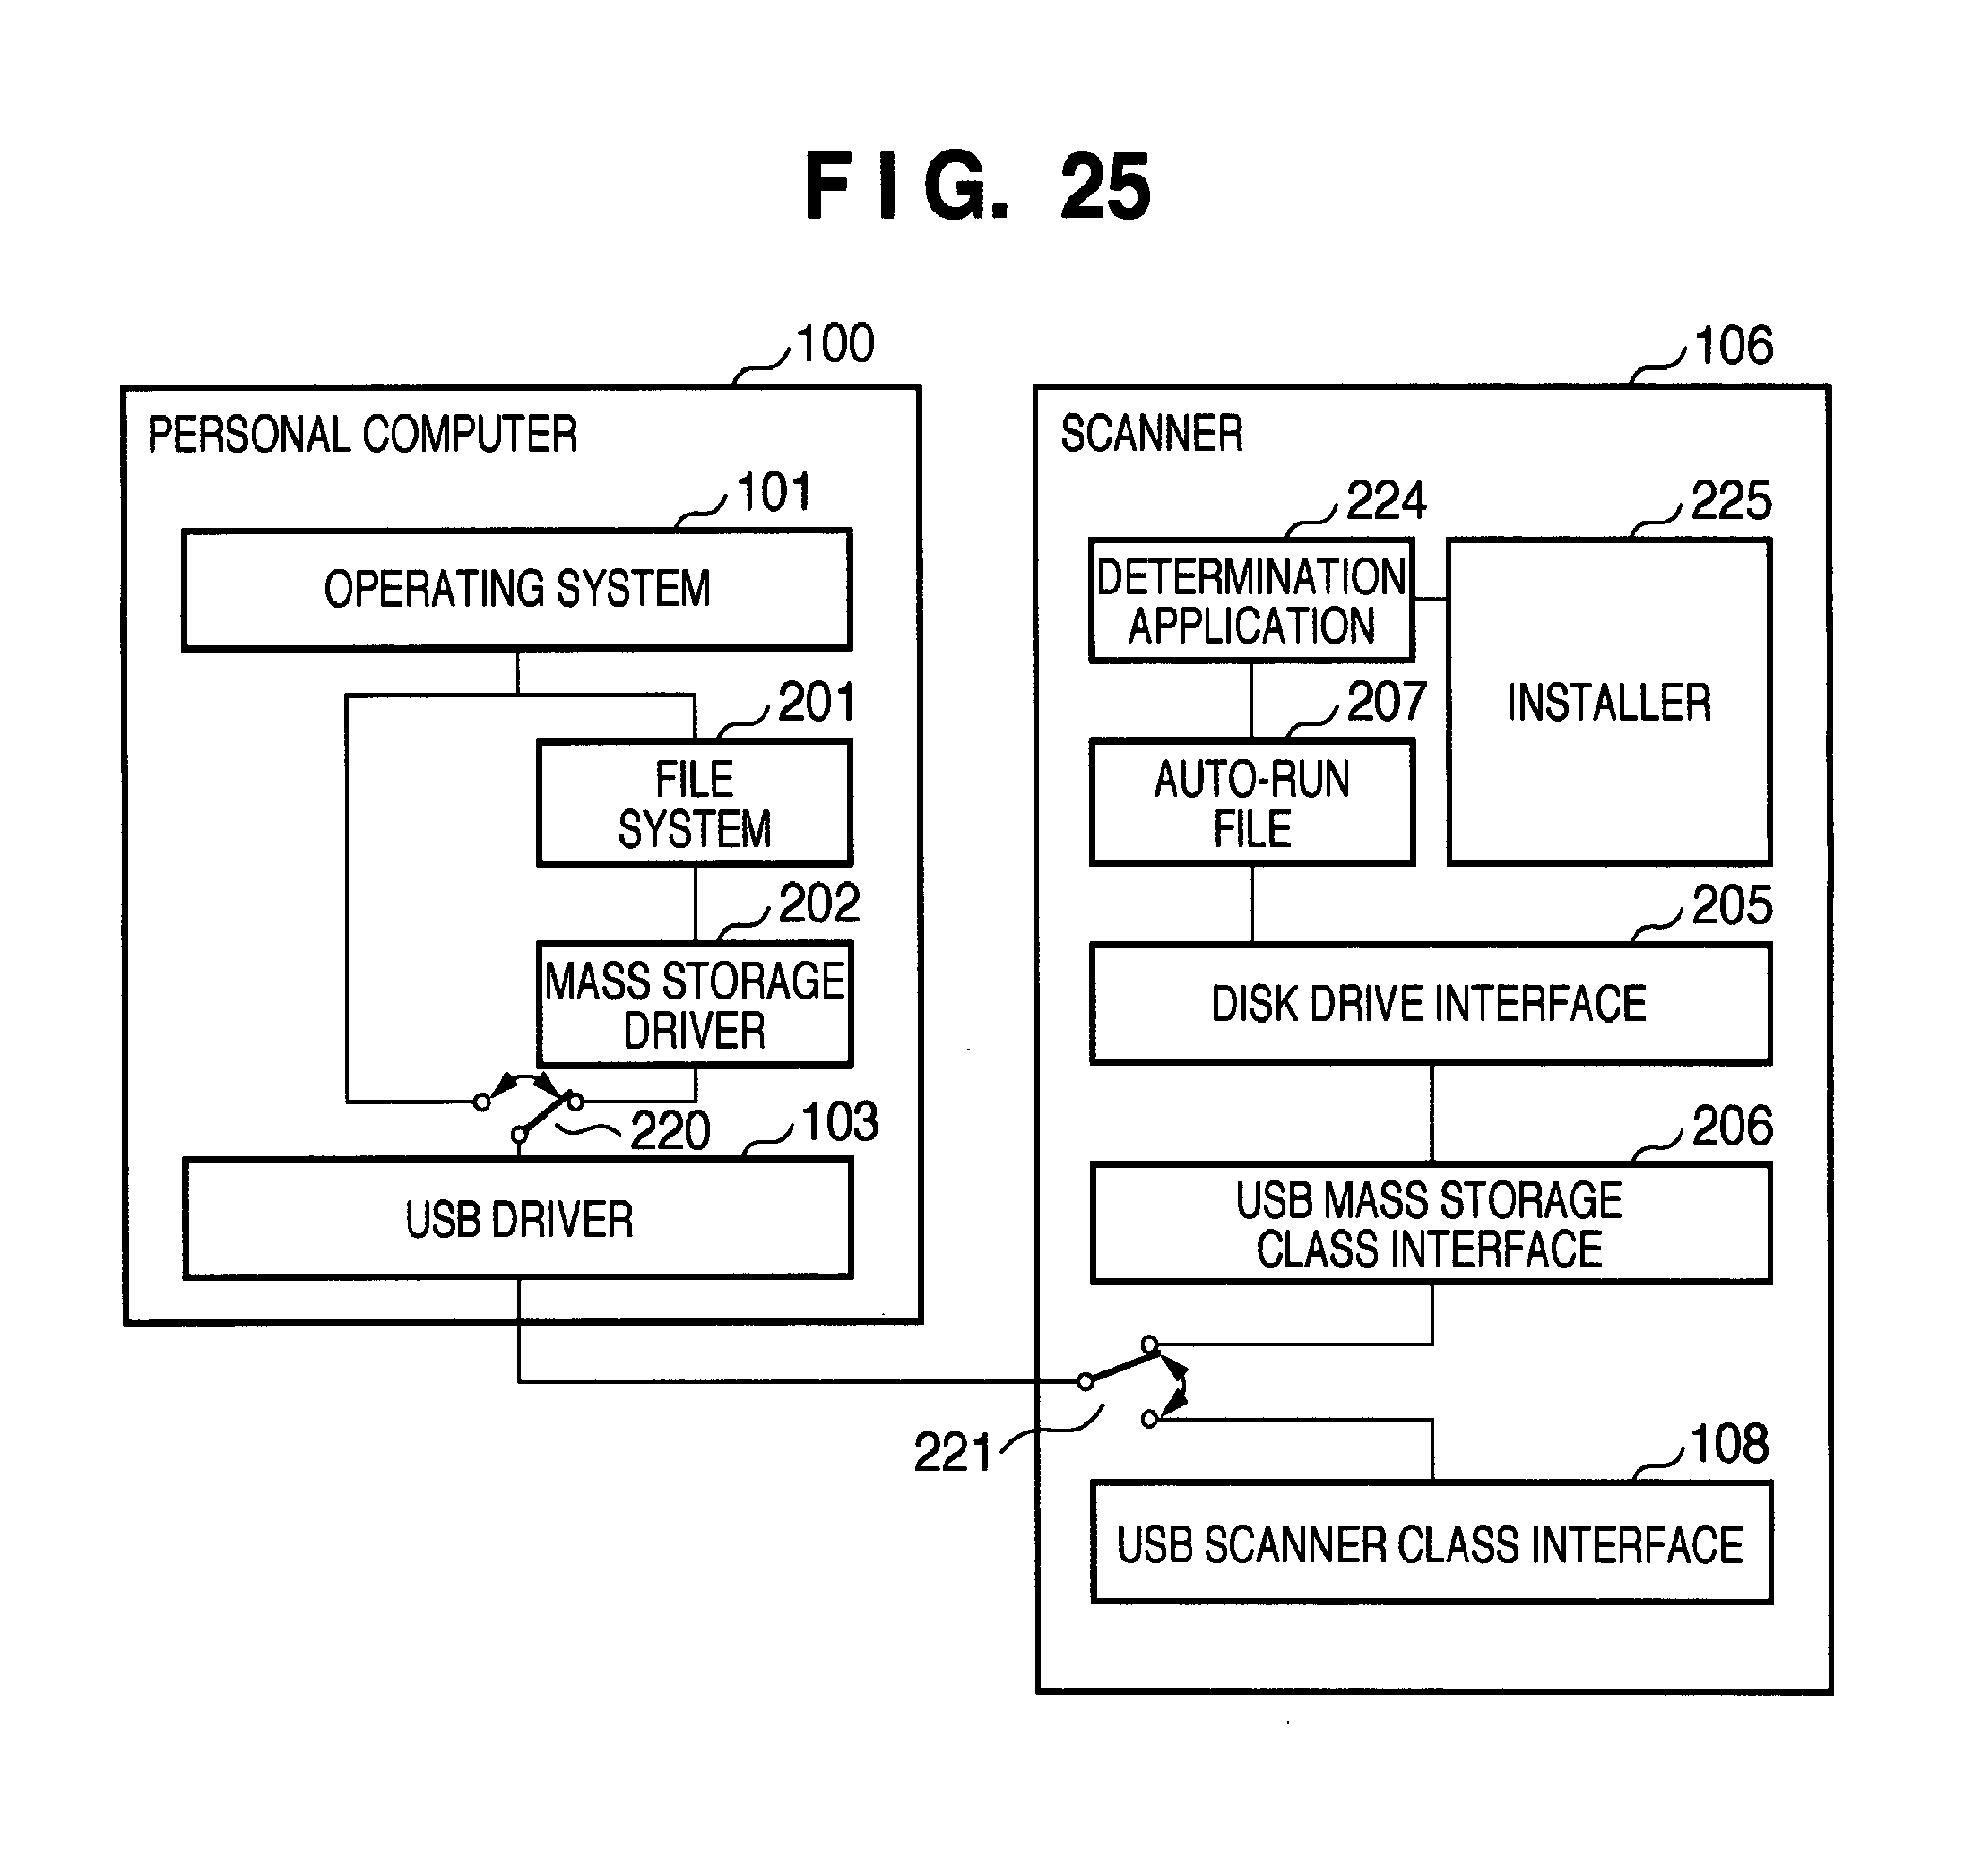 FIG. 25
100
PERSONAL COMPUTER
101
OPERATING SYSTEM
201
FILE
SYSTEM
202
MASS STORAGE
DRIVER
220
103
USB DRIVER
106
SCANNER
224
DETERMINATION
APPLICATION
225
INSTALLER
207
AUTO-RUN
FILE
205
DISK DRIVE INTERFACE
206
USB MASS STORAGE
CLASS INTERFACE
221
108
USB SCANNER CLASS INTERFACE